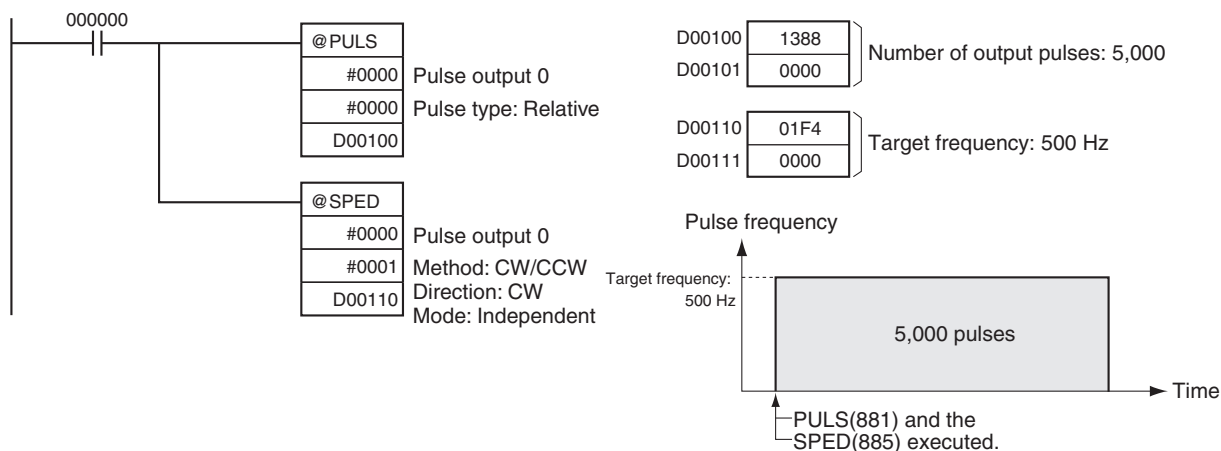 000000
@PULS
#0000 Pulse output 0
#0000 Pulse type: Relative
D00100
@SPED
#0000 Pulse output 0
#0001 Method: CW/CCW
D00110 Direction: CW
Mode: Independent
D00100 1388
D00101 0000
Number of output pulses: 5,000
D00110 01F4
D00111 0000
Target frequency: 500 Hz
Pulse frequency
Target frequency:
500 Hz
5,000 pulses
Time
PULS(881) and the
SPED(885) executed.